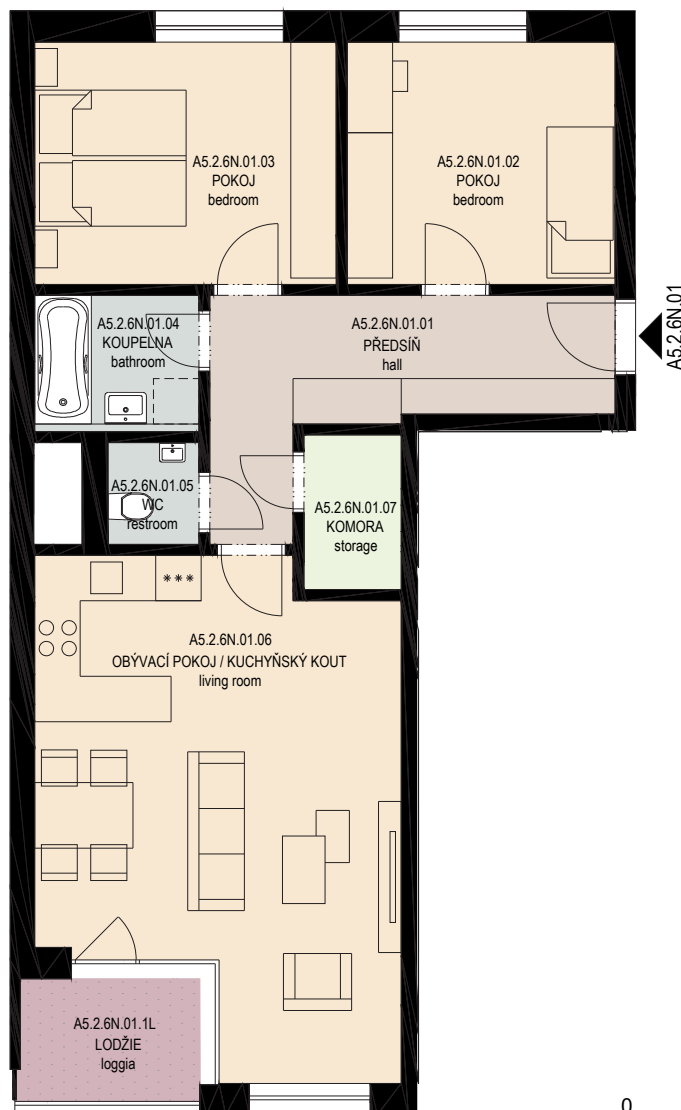 A5.2.6N.01.03
POKOJ
bedroom
A5.2.6N.01.02
POKOJ
bedroom
A5.2.6N.01.04
KOUPELNA
bathroom
A5.2.6N.01.01
PŘEDSÍŇ
hall
A5.2.6N.01
A5.2.6N.01.05
WC
restroom
A5.2.6N.01.07
KOMORA
storage
***
A5.2.6N.01.06
OBÝVACÍ POKOJ / KUCHYŇSKÝ KOUT
living room
A5.2.6N.01.1L
LODŽIE
loggia
0